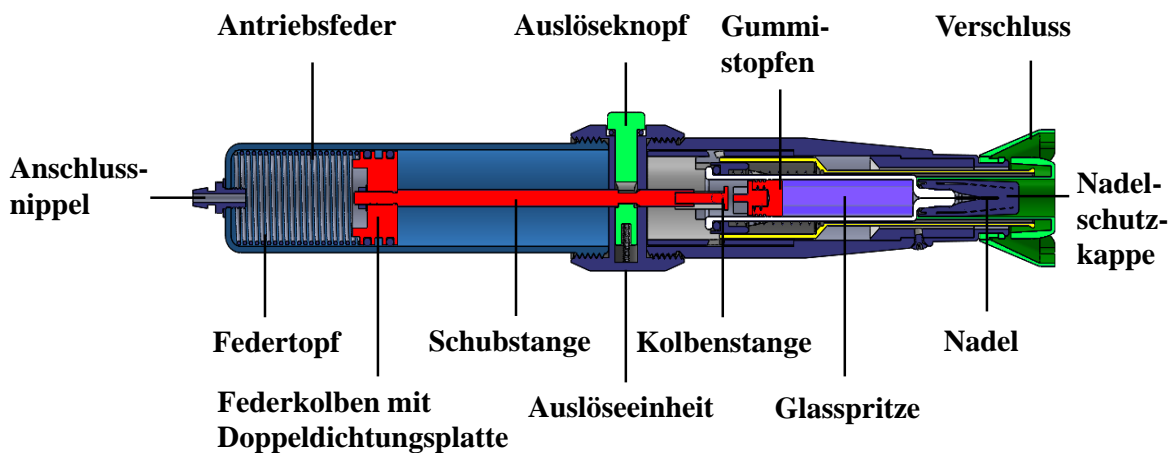 Antriebsfeder
Auslöseknopf
Gummi-
stopfen
Verschluss
Anschluss-
nippel
Nadel-
schutz-
kappe
Federtopf
Schubstange
Kolbenstange
Nadel
Federkolben mit
Doppeldichtungsplatte
Auslöseeinheit
Glasspritze